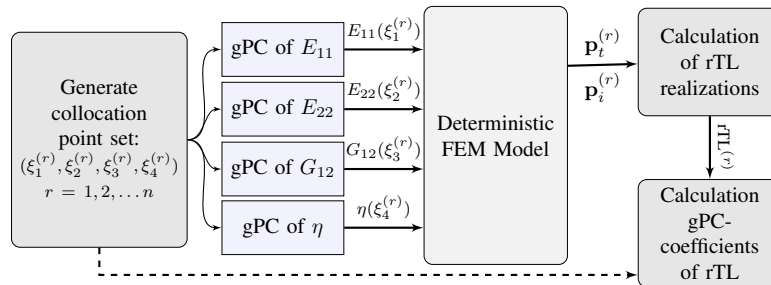 Generate
collocation
point set:
(ξ₁⁽ʳ⁾, ξ₂⁽ʳ⁾, ξ₃⁽ʳ⁾, ξ₄⁽ʳ⁾)
r = 1, 2, . . . n
gPC of E₁₁
gPC of E₂₂
gPC of G₁₂
gPC of η
E₁₁(ξ₁⁽ʳ⁾)
E₂₂(ξ₂⁽ʳ⁾)
G₁₂(ξ₃⁽ʳ⁾)
η(ξ₄⁽ʳ⁾)
Deterministic
FEM Model
pₜ⁽ʳ⁾
pᵢ⁽ʳ⁾
Calculation
of rTL
realizations
rTL⁽ʳ⁾
Calculation
gPC-
coefficients
of rTL